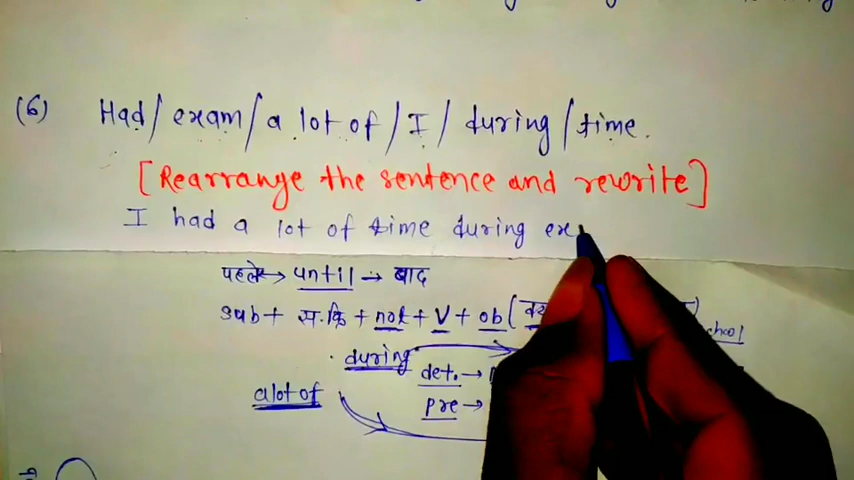 (6) Had/ exam/ a lot of/ I/ during/ time.
[Rearrange the sentence and rewrite]
I had a lot of time during ex
पहले → until → बाद
sub + स.क्रि + not + V + ob (
during
det. →
a lot of
pre →